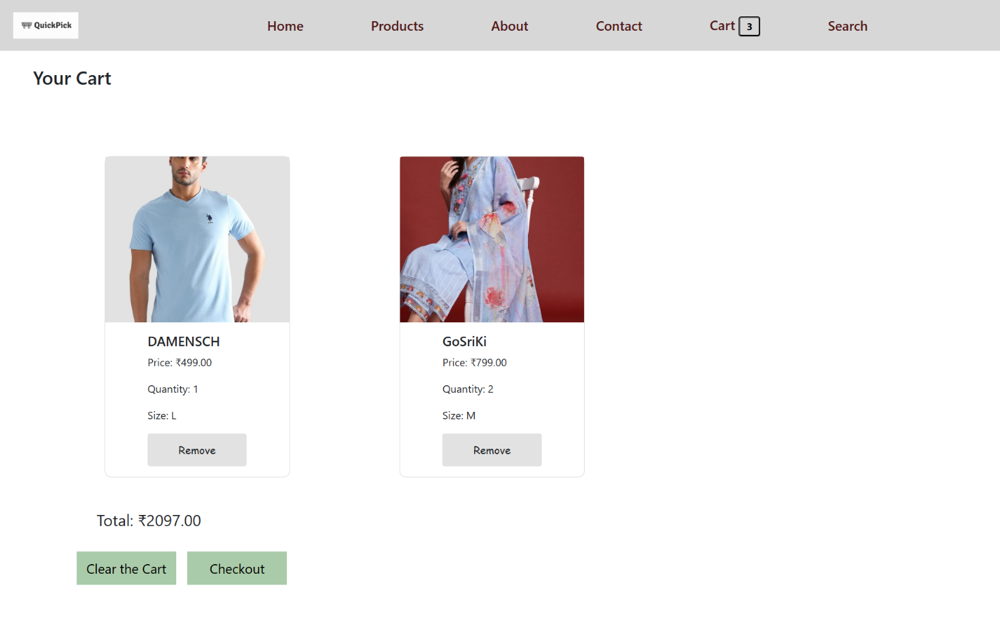 QuickPick
Home
Products
About
Contact
Cart 3
Search
Your Cart
DAMENSCH
Price: ₹499.00
Quantity: 1
Size: L
Remove
GoSriKi
Price: ₹799.00
Quantity: 2
Size: M
Remove
Total: ₹2097.00
Clear the Cart
Checkout